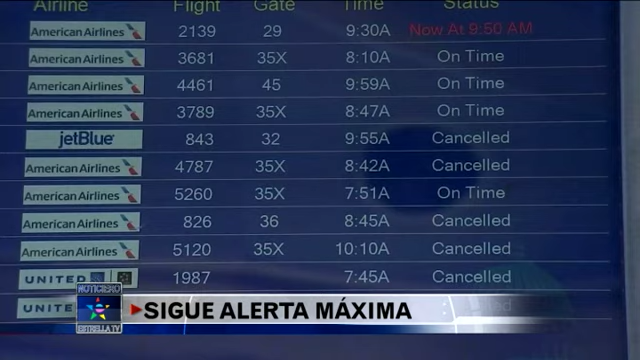 Airline Flight Gate Time Status
American Airlines 2139 29 9:30A Now At 9:50 AM
American Airlines 3681 35X 8:10A On Time
American Airlines 4461 45 9:59A On Time
American Airlines 3789 35X 8:47A On Time
jetBlue 843 32 9:55A Cancelled
American Airlines 4787 35X 8:42A Cancelled
American Airlines 5260 35X 7:51A On Time
American Airlines 826 36 8:45A Cancelled
American Airlines 5120 35X 10:10A Cancelled
UNITED 1987 7:45A Cancelled
UNITED Cancelled
NOTICIERO
ESTRELLA TV
SIGUE ALERTA MÁXIMA